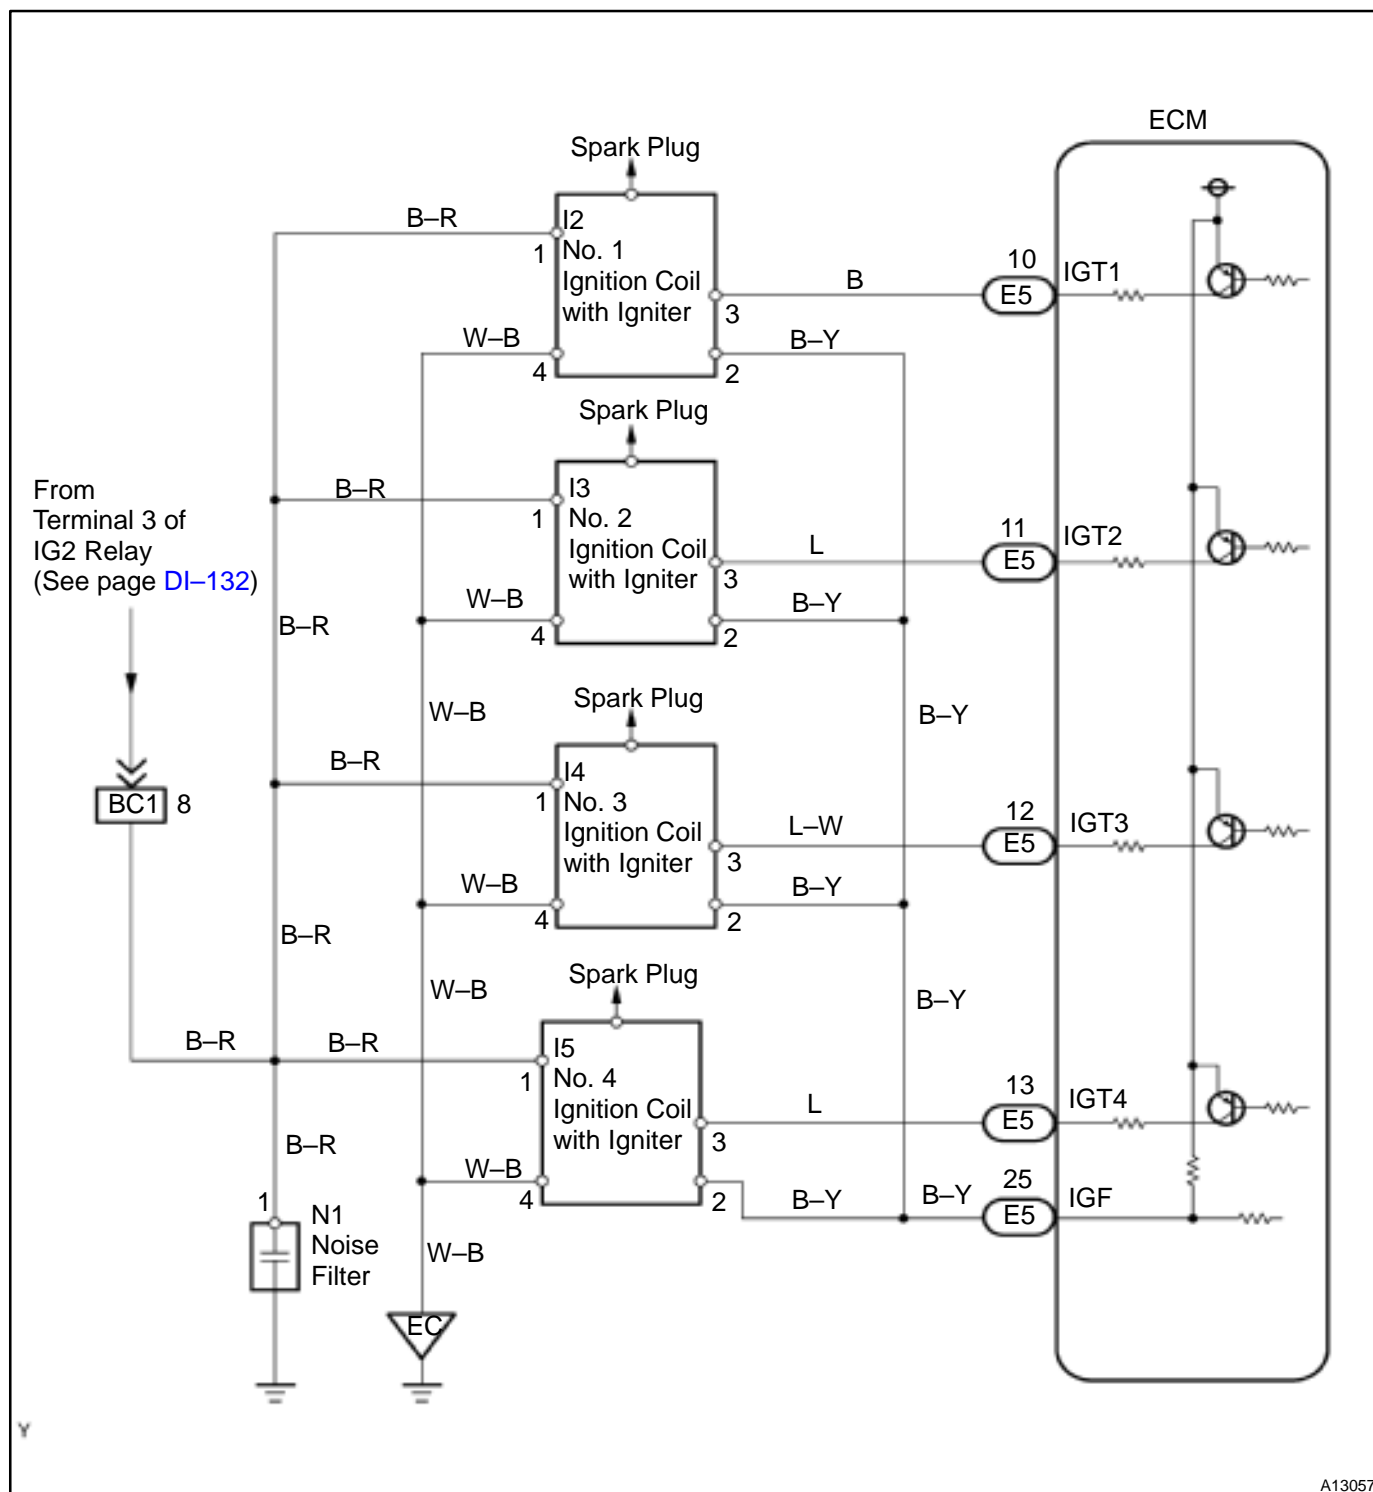 ECM
Spark Plug
B–R
I2
1
No. 1
Ignition Coil
with Igniter
3
B
10
E5
IGT1
W–B
4
2
B–Y
Spark Plug
From
Terminal 3 of
IG2 Relay
(See page DI–132)
B–R
I3
1
No. 2
Ignition Coil
with Igniter
3
L
11
E5
IGT2
W–B
4
2
B–Y
B–R
W–B
B–Y
Spark Plug
B–R
I4
1
No. 3
Ignition Coil
with Igniter
3
L–W
12
E5
IGT3
BC1
8
W–B
4
2
B–Y
B–R
W–B
B–Y
Spark Plug
B–R
B–R
I5
1
No. 4
Ignition Coil
with Igniter
3
L
13
E5
IGT4
B–R
W–B
4
2
B–Y
B–Y
25
E5
IGF
1
N1
Noise
Filter
W–B
EC
Y
A13057